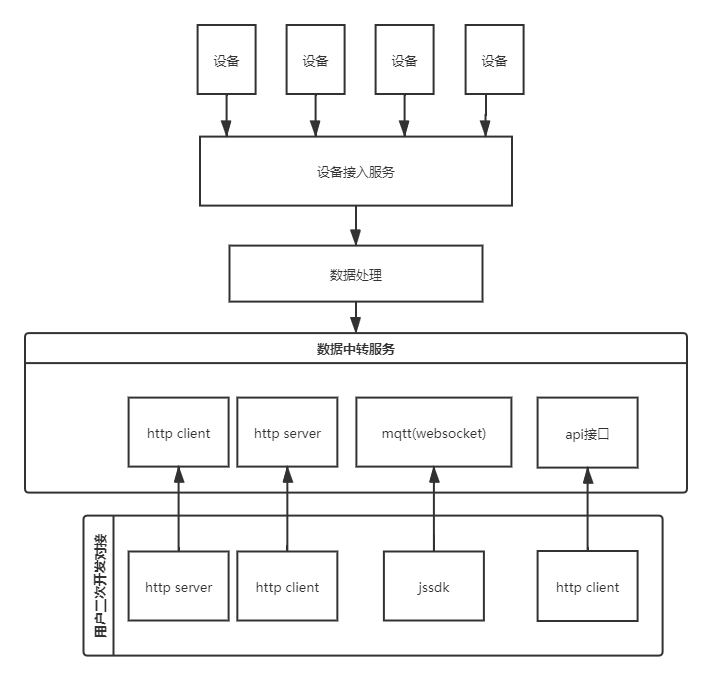 设备
设备
设备
设备
设备接入服务
数据处理
数据中转服务
http client
http server
mqtt(websocket)
api接口
用户二次开发对接
http server
http client
jssdk
http client